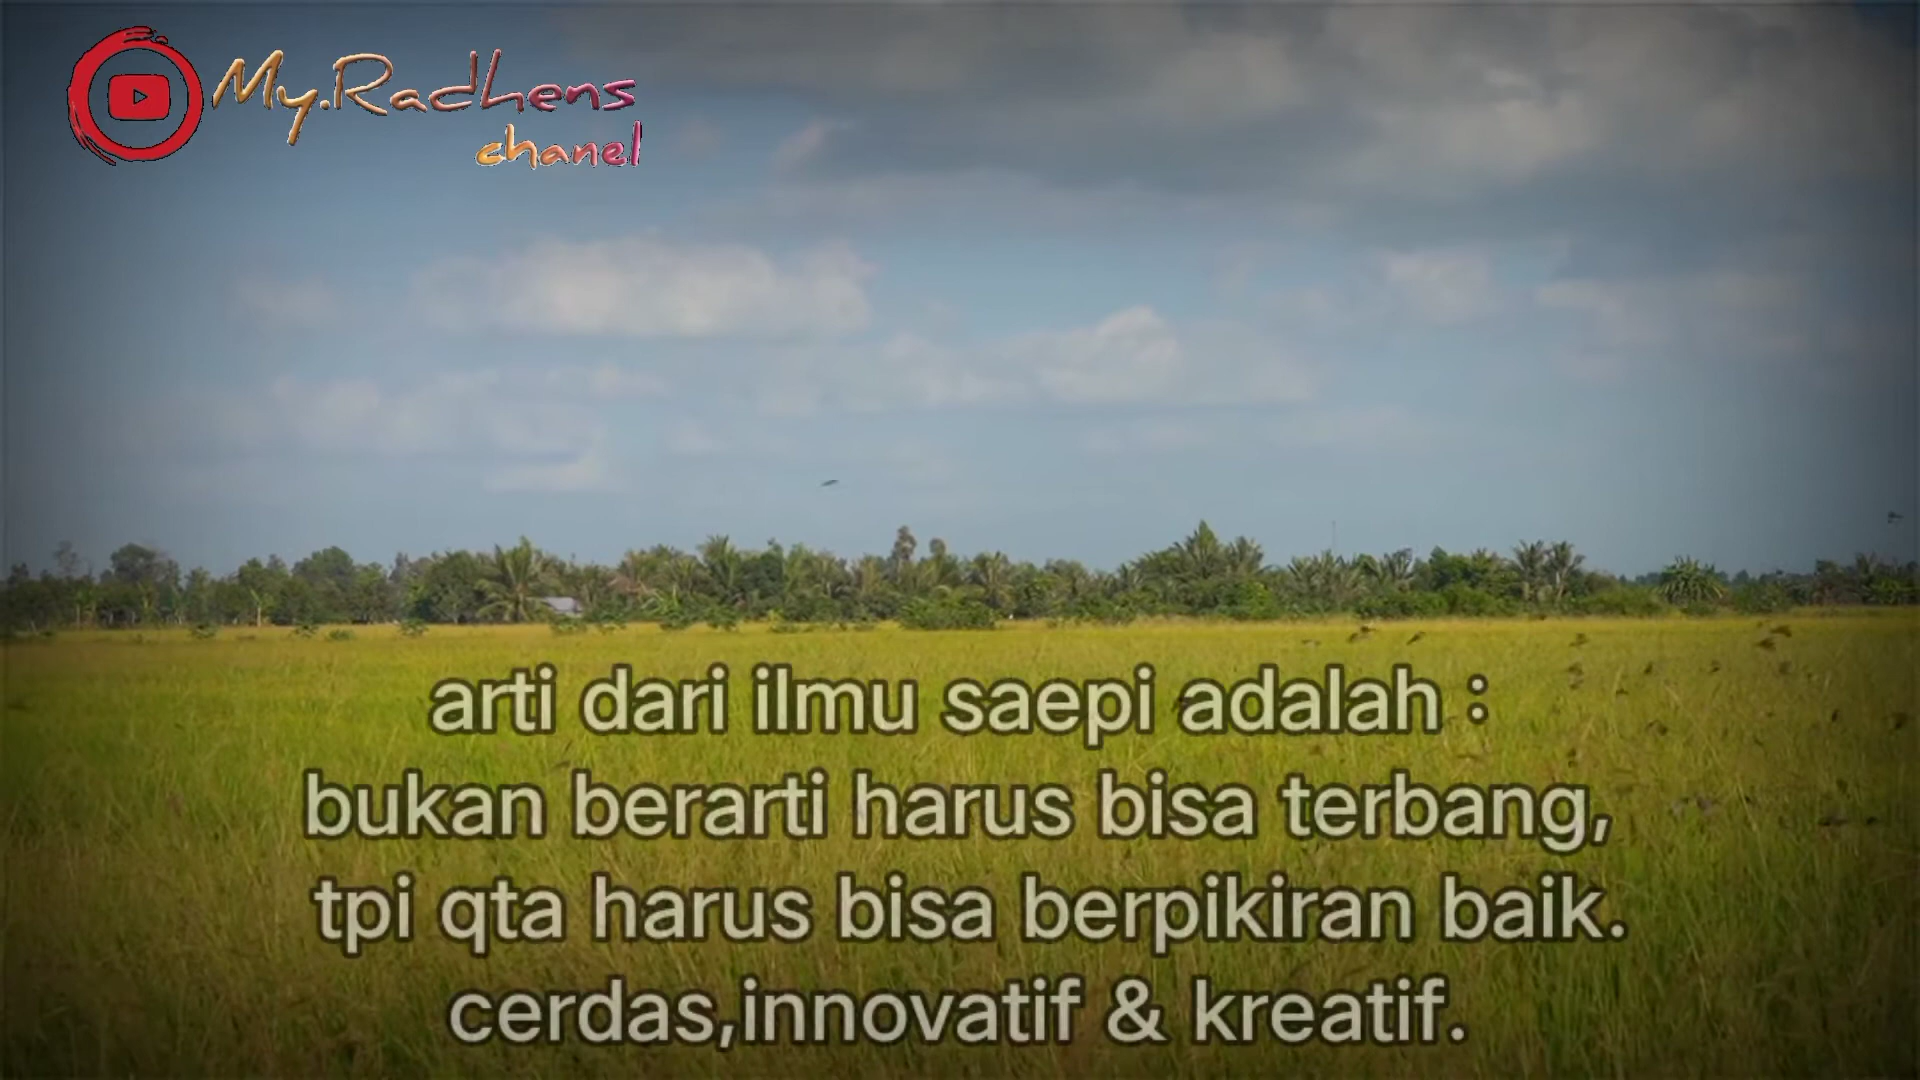 My.Radhens
chanel
arti dari ilmu saepi adalah :
bukan berarti harus bisa terbang,
tpi qta harus bisa berpikiran baik.
cerdas,innovatif & kreatif.